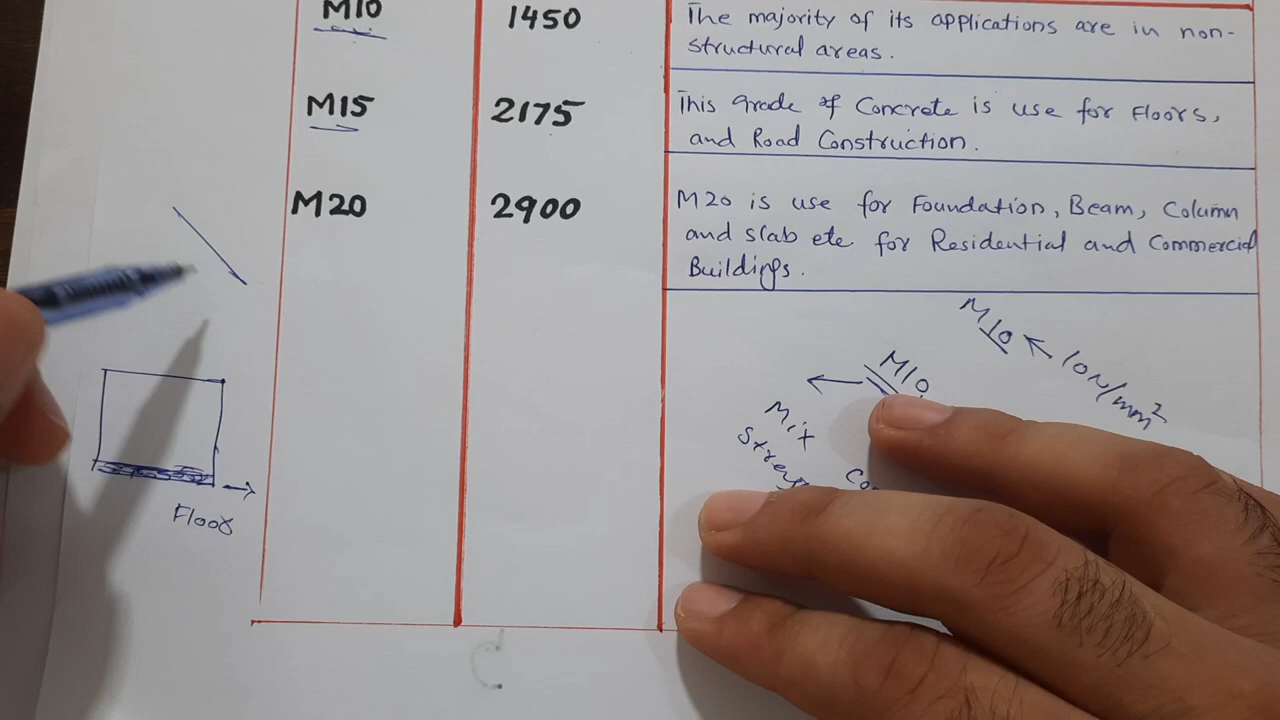 M10 1450 The majority of its applications are in non-
structural areas.
M15 2175 This Grade of Concrete is use for Floors,
and Road Construction.
M20 2900 M20 is use for Foundation, Beam, Column
and slab ete for Residential and Commercial
Buildings.
M10 ← 10N/mm²
← M10
Mix
Floor